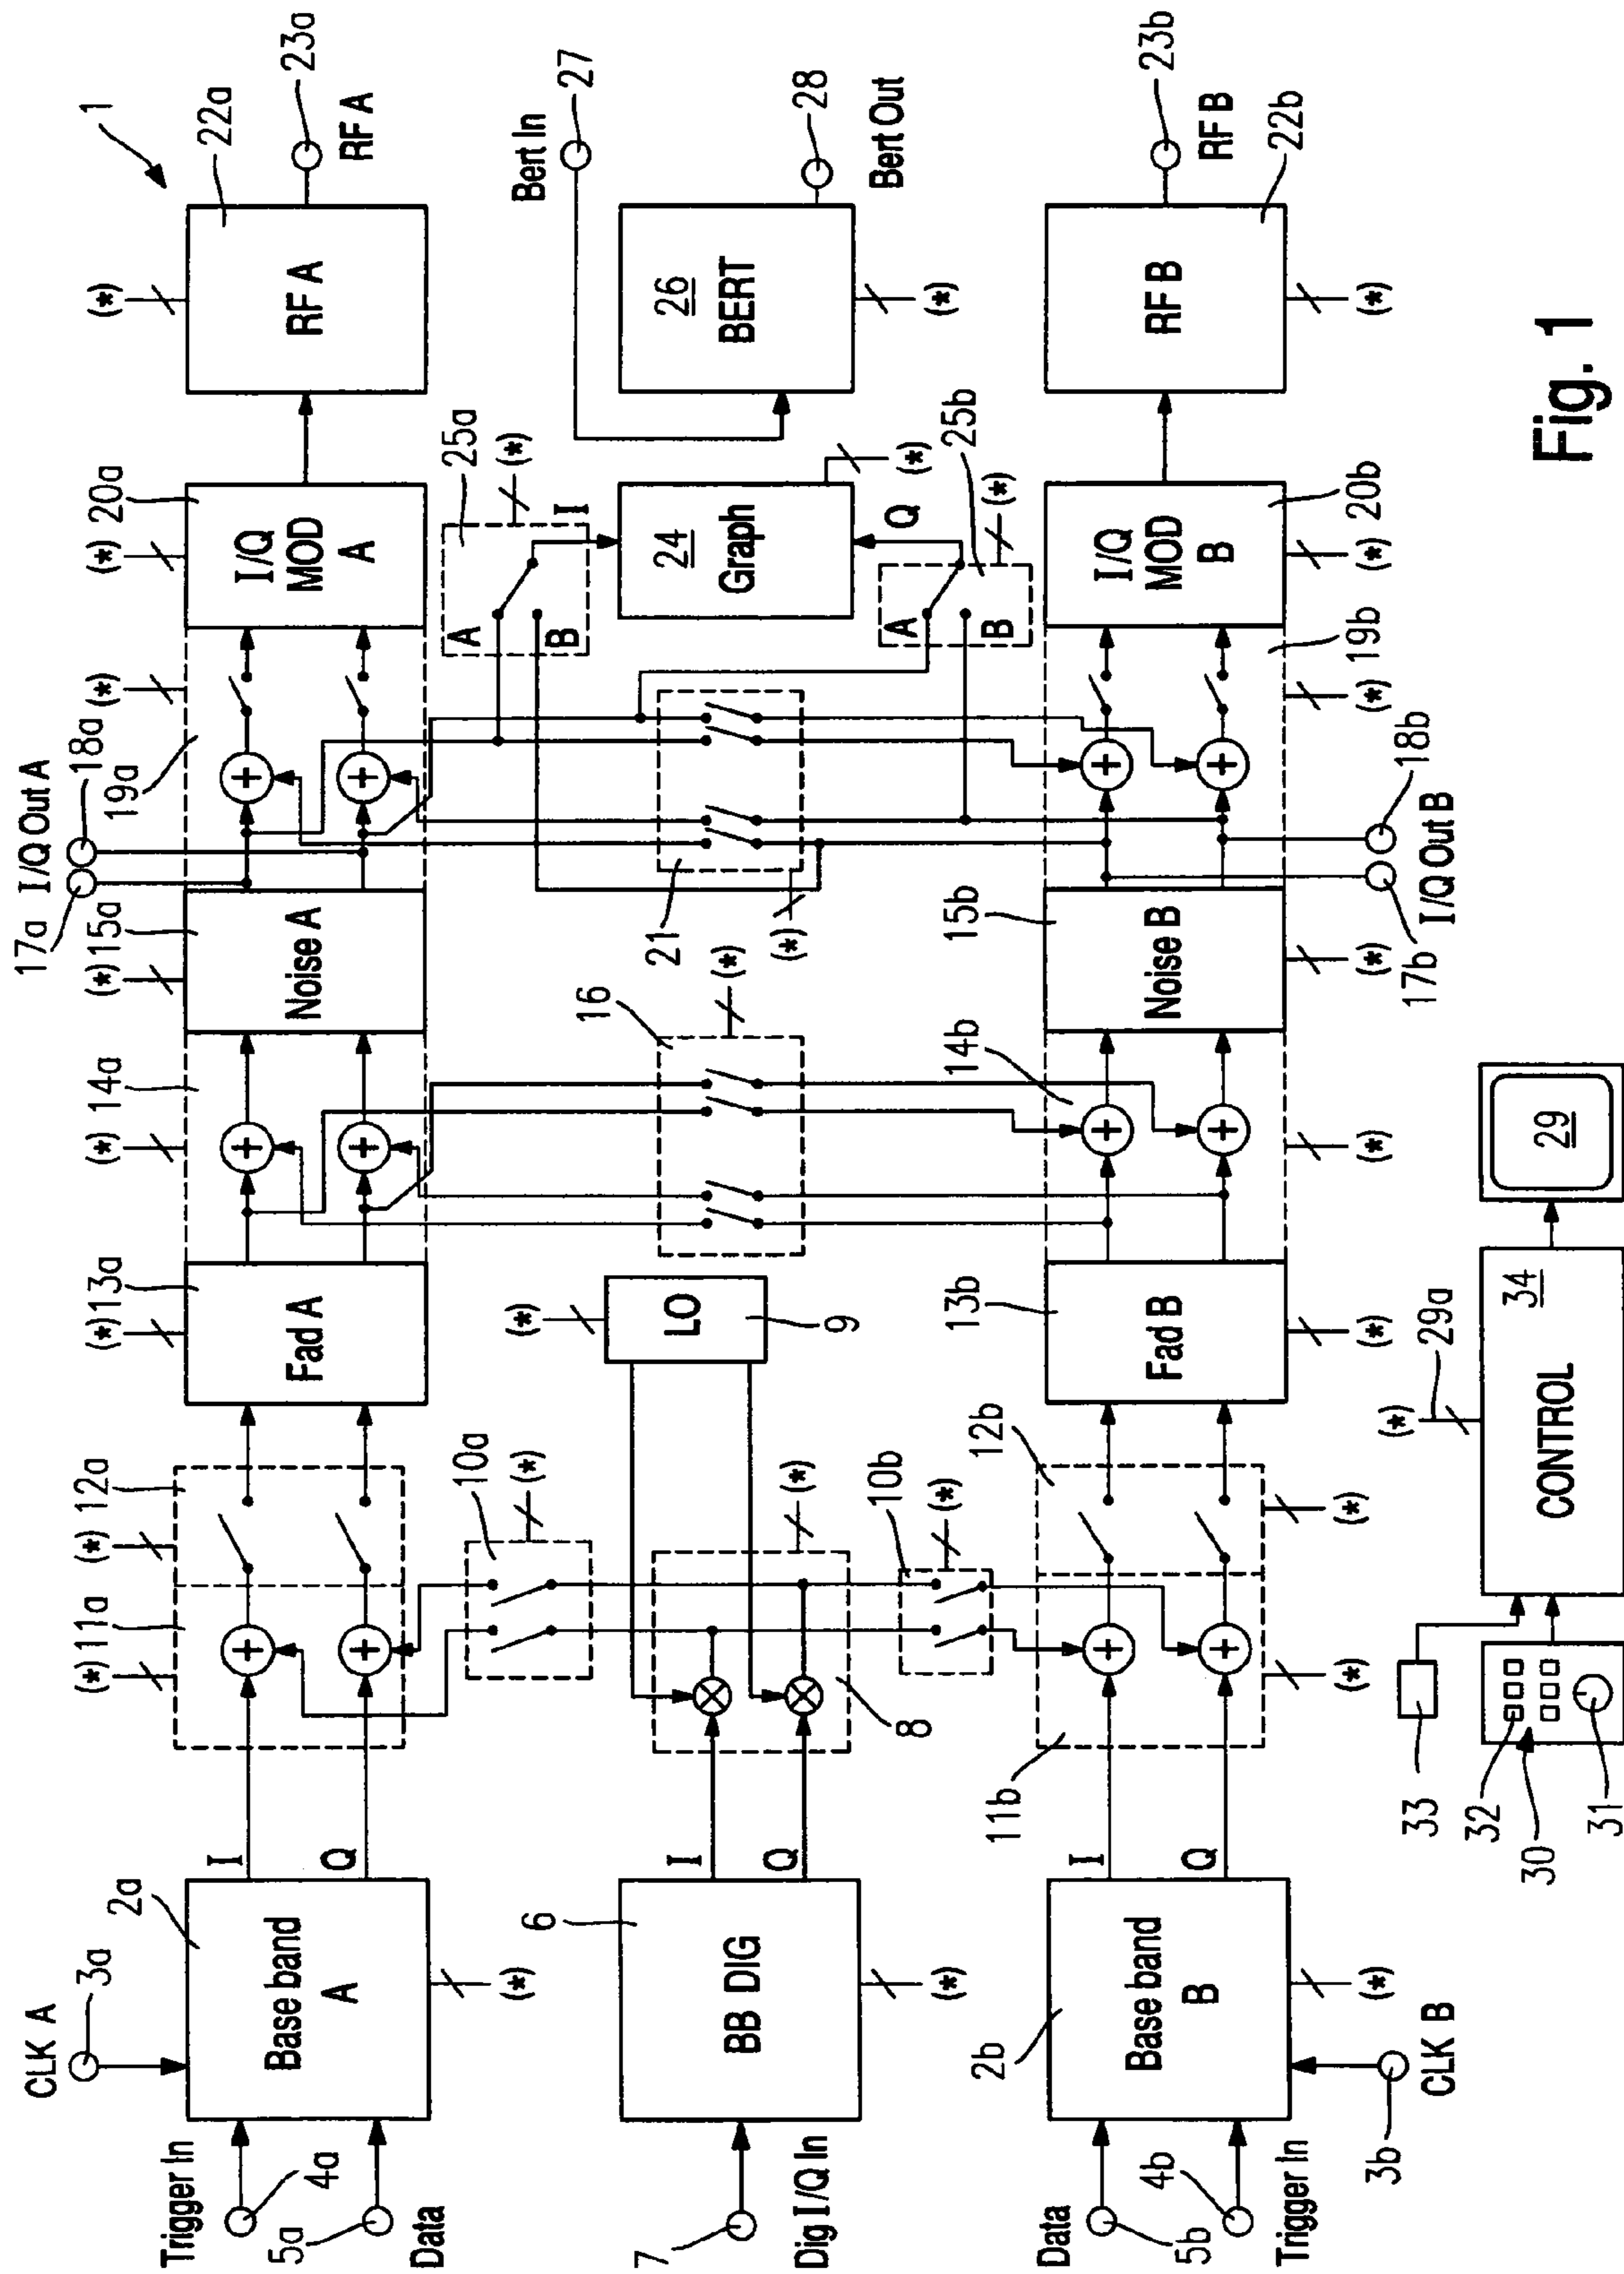 1
CLK A
3a
Trigger In
4a
5a
Data
2a
Base band
A
(*)
I
Q
(*) 11a
(*) 12a
(*) 13a
Fad A
(*)
14a
(*) 15a
Noise A
17a
I/Q Out A
18a
19a
(*)
(*)
20a
I/Q
MOD
A
(*)
22a
RF A
23a
RF A
7
Dig I/Q In
6
BB DIG
(*)
I
Q
8
(*)
10a
(*)
10b
(*)
(*)
LO
9
16
(*)
21
(*)
25a
(*)
A
B
I
24
Graph
(*)
Q
A
B
25b
(*)
Bert In
27
26
BERT
(*)
28
Bert Out
Data
5b
4b
Trigger In
2b
Base band
B
(*)
3b
CLK B
I
Q
11b
(*)
12b
(*)
13b
Fad B
(*)
14b
(*)
15b
Noise B
(*)
17b
I/Q Out B
18b
19b
(*)
20b
I/Q
MOD
B
(*)
RF B
22b
(*)
23b
RF B
33
32
30
31
(*)
29a
34
CONTROL
29
Fig. 1